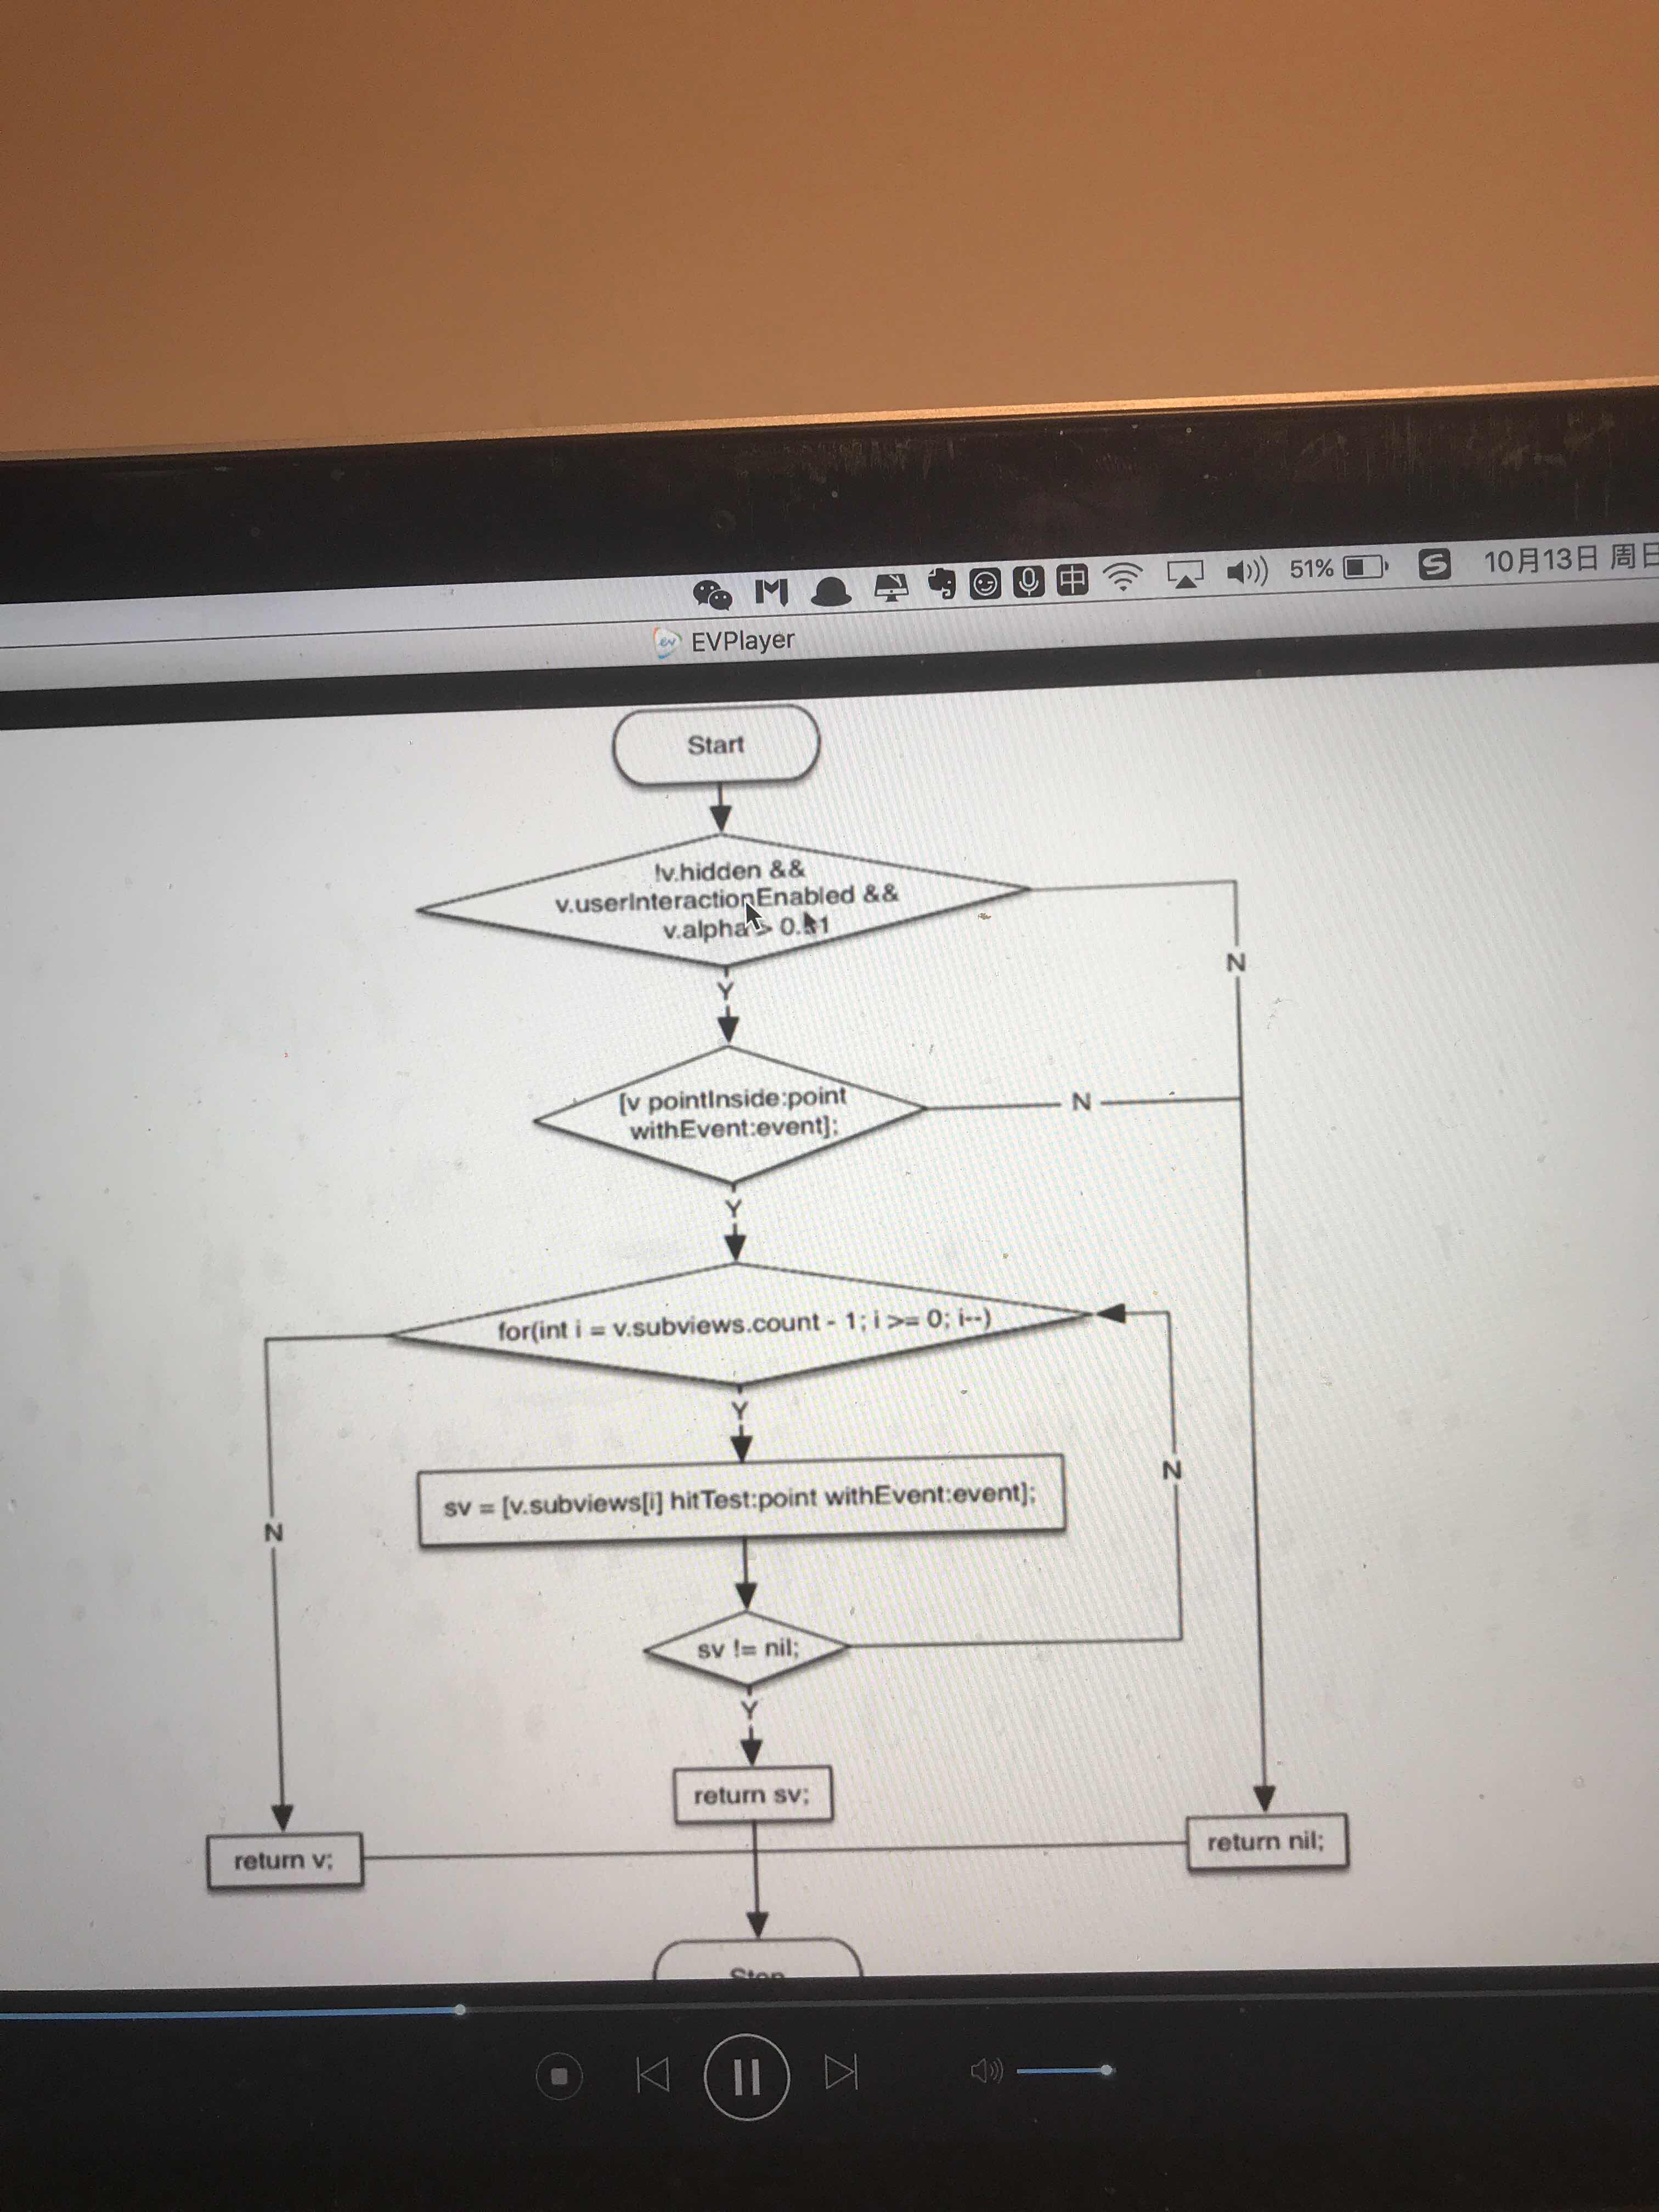 51%
10月13日 周日
EVPlayer
Start
!v.hidden &&
v.userInteractionEnabled &&
v.alpha > 0.
N
Y
[v pointInside:point
withEvent:event];
N
Y
for(int i = v.subviews.count - 1; i >= 0; i--)
Y
sv = [v.subviews[i] hitTest:point withEvent:event];
N
N
sv != nil;
Y
return sv;
return v;
return nil;
Stop